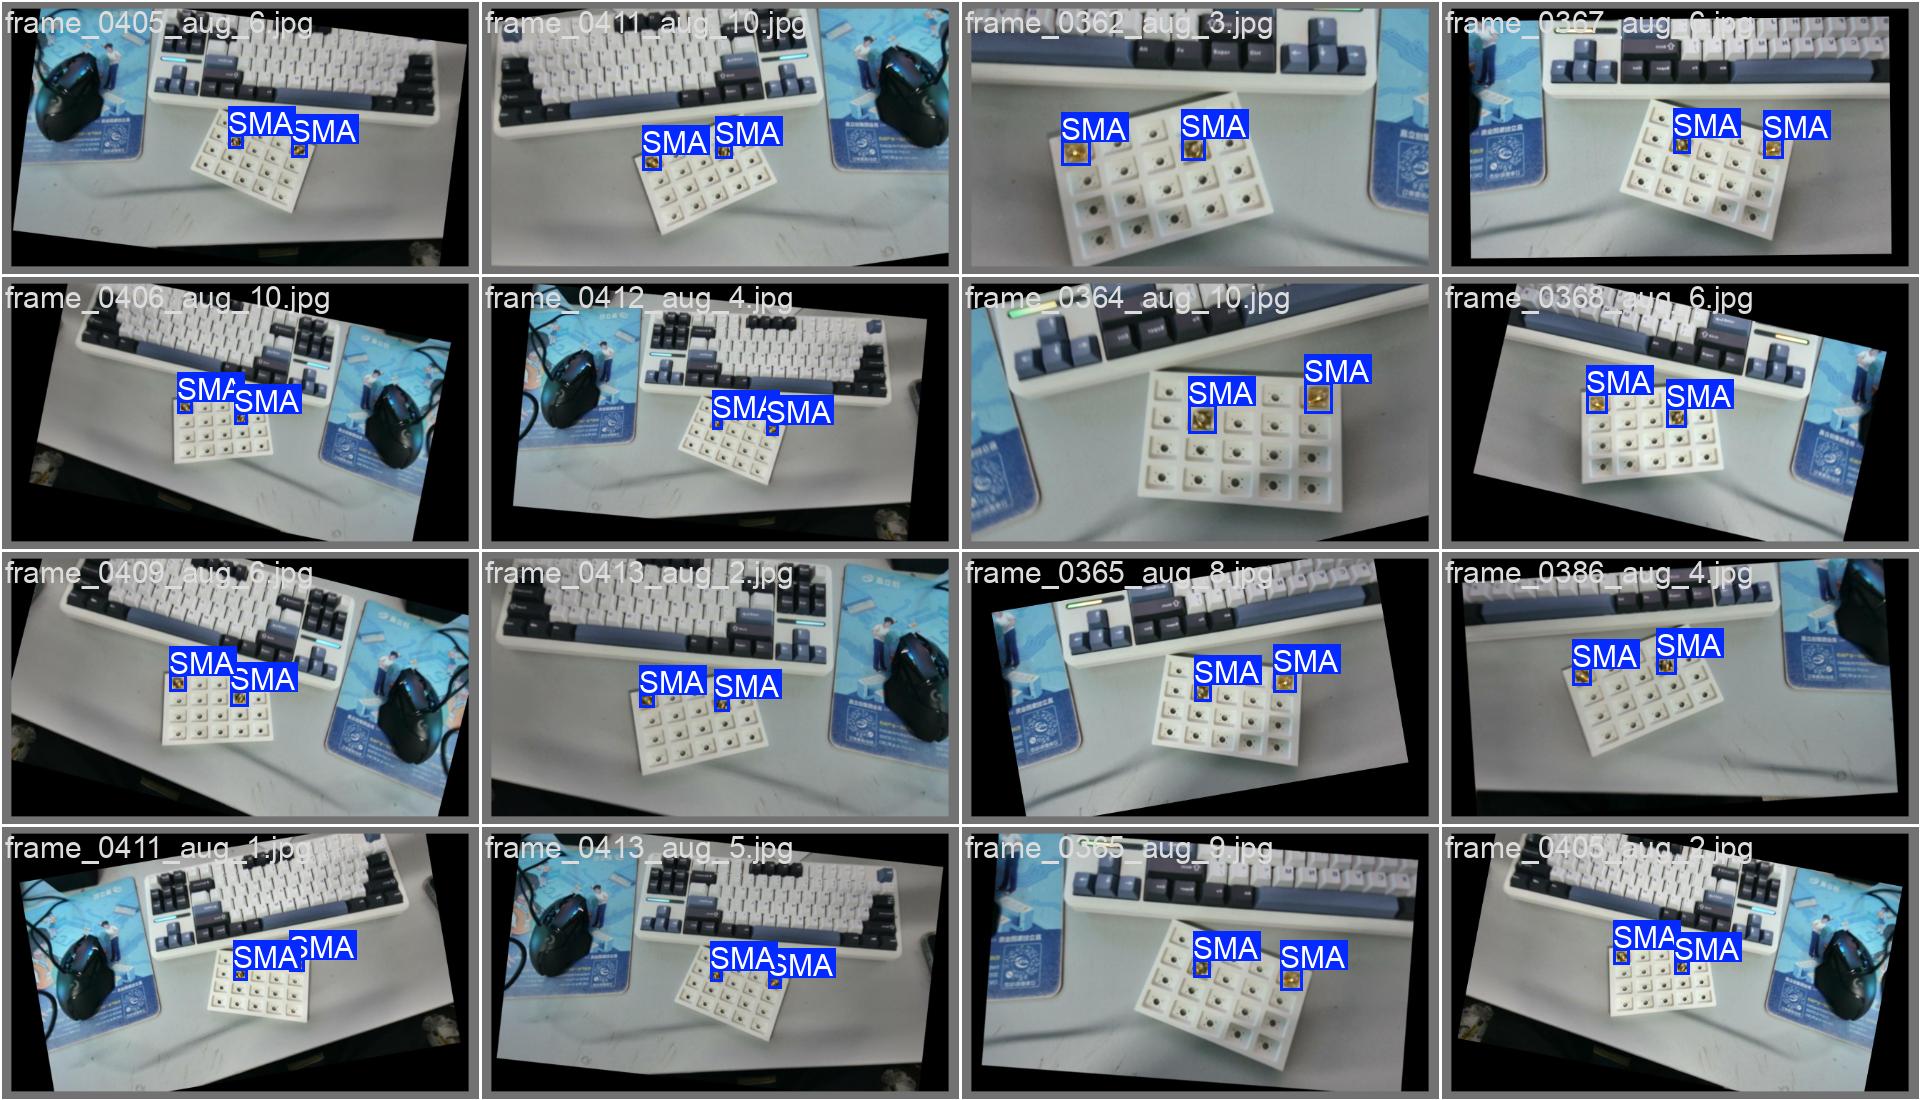 frame_0405_aug_6.jpg
SMA
SMA
frame_0411_aug_10.jpg
SMA
SMA
frame_0362_aug_3.jpg
SMA
SMA
frame_0367_aug_6.jpg
SMA
SMA
frame_0406_aug_10.jpg
SMA
SMA
frame_0412_aug_4.jpg
SMA
SMA
frame_0364_aug_10.jpg
SMA
SMA
frame_0368_aug_6.jpg
SMA
SMA
frame_0409_aug_6.jpg
SMA
SMA
frame_0413_aug_2.jpg
SMA
SMA
frame_0365_aug_8.jpg
SMA
SMA
frame_0386_aug_4.jpg
SMA
SMA
frame_0411_aug_1.jpg
SMA
SMA
frame_0413_aug_5.jpg
SMA
SMA
frame_0365_aug_9.jpg
SMA
SMA
frame_0405_aug_2.jpg
SMA
SMA